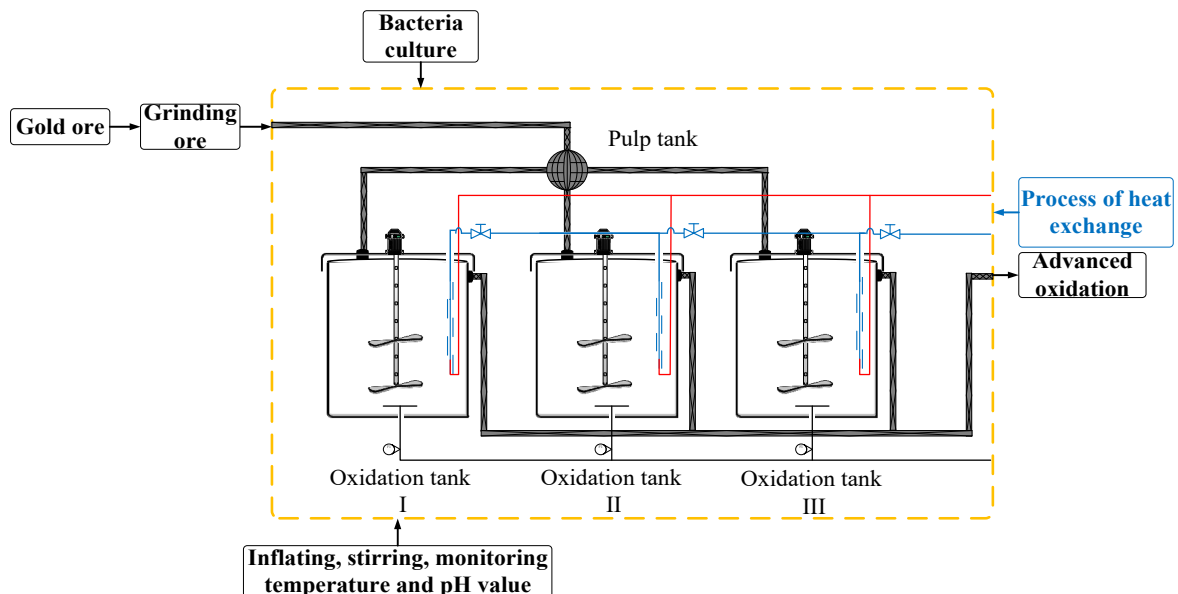 Bacteria
culture
Gold ore
Grinding
ore
Pulp tank
Process of heat
exchange
Advanced
oxidation
Oxidation tank
I
Oxidation tank
II
Oxidation tank
III
Inflating, stirring, monitoring
temperature and pH value